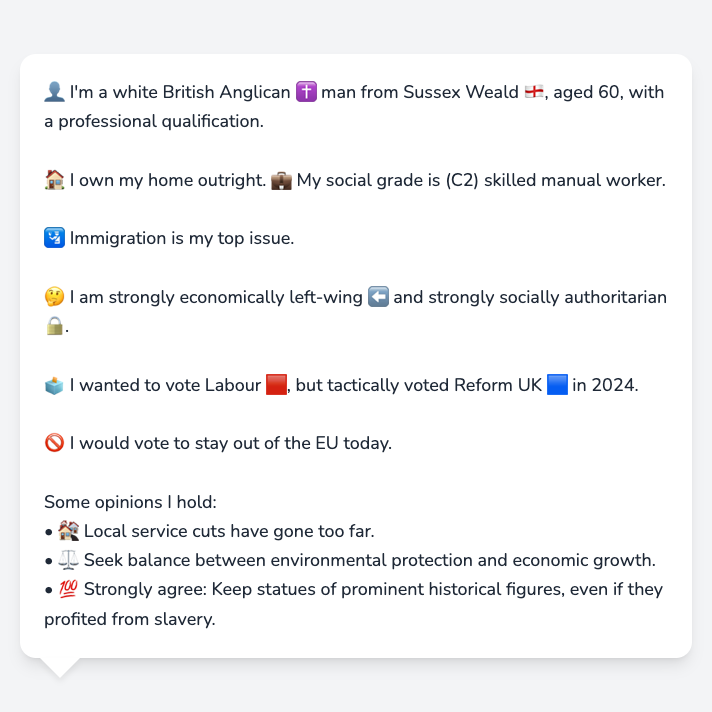 👤 I'm a white British Anglican ✝️ man from Sussex Weald 🏴󠁧󠁢󠁥󠁮󠁧󠁿, aged 60, with
a professional qualification.
🏠 I own my home outright. 💼 My social grade is (C2) skilled manual worker.
🛂 Immigration is my top issue.
🤔 I am strongly economically left-wing ⬅️ and strongly socially authoritarian
🔒.
🗳️ I wanted to vote Labour 🟥, but tactically voted Reform UK 🟦 in 2024.
🚫 I would vote to stay out of the EU today.
Some opinions I hold:
• 🏚️ Local service cuts have gone too far.
• ⚖️ Seek balance between environmental protection and economic growth.
• 💯 Strongly agree: Keep statues of prominent historical figures, even if they
profited from slavery.